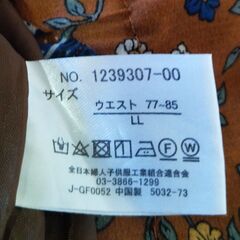 NO. 1239307-00
サイズ
ウエスト 77~85
LL
全日本婦人子供服工業組合連合会
03-3866-1299
J-GF0052 中国製 5032-73